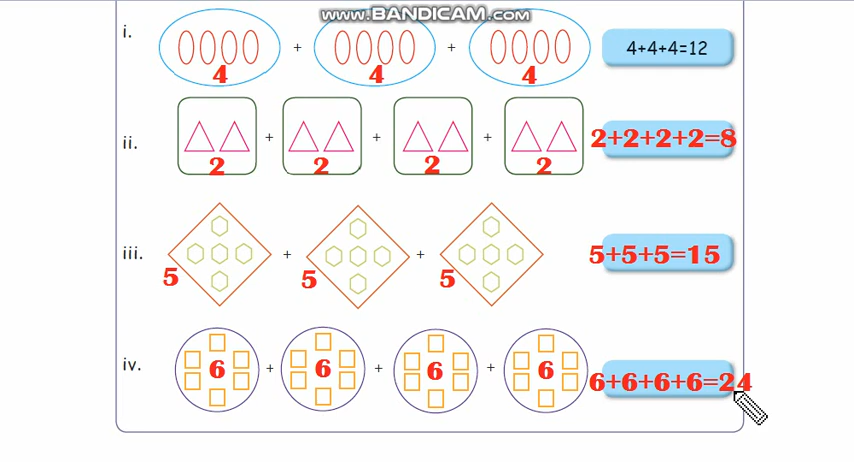 www.BANDICAM.com
i.
+ +
4 4 4
4+4+4=12
ii.
+ + +
2 2 2 2
2+2+2+2=8
iii.
+ +
5 5 5
5+5+5=15
iv.
6 + 6 + 6 + 6
6+6+6+6=24